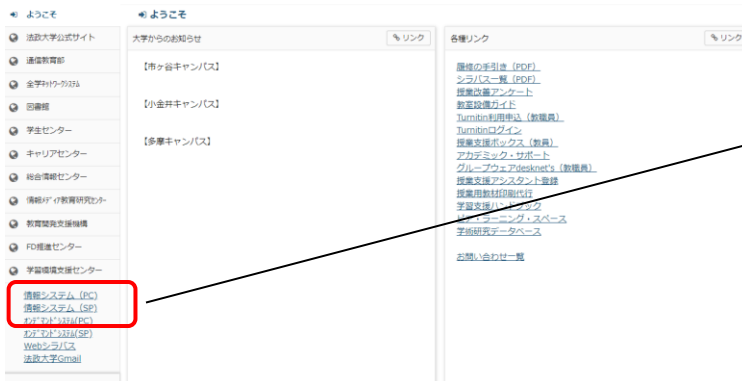 ようこそ
法政大学公式サイト
通信教育部
全学ﾈｯﾄﾜｰｸｼｽﾃﾑ
図書館
学生センター
キャリアセンター
総合情報センター
情報ﾒﾃﾞｨｱ教育研究ｾﾝﾀｰ
教育開発支援機構
FD推進センター
学習環境支援センター
情報システム（PC）
情報システム（SP）
ｵﾝﾃﾞﾏﾝﾄﾞｼｽﾃﾑ(PC)
ｵﾝﾃﾞﾏﾝﾄﾞｼｽﾃﾑ(SP)
Webシラバス
法政大学Gmail
ようこそ
大学からのお知らせ
リンク
【市ヶ谷キャンパス】
【小金井キャンパス】
【多摩キャンパス】
各種リンク
リンク
履修の手引き（PDF）
シラバス一覧（PDF）
授業改善アンケート
教室設備ガイド
Turnitin利用申込（教職員）
Turnitinログイン
授業支援ボックス（教員）
アカデミック・サポート
グループウェアdesknet's（教職員）
授業支援アシスタント登録
授業用教材印刷代行
学習支援ハンドブック
ピア・ラーニング・スペース
学術研究データベース
お問い合わせ一覧